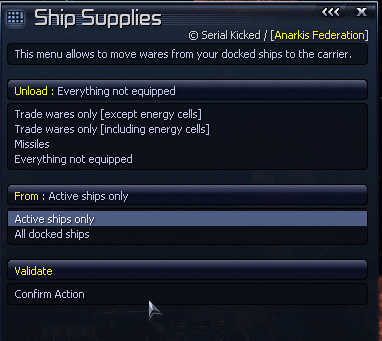 Ship Supplies
© Serial Kicked / [Anarkis Federation]
This menu allows to move wares from your docked ships to the carrier.
Unload : Everything not equipped
Trade wares only [except energy cells]
Trade wares only [including energy cells]
Missiles
Everything not equipped
From : Active ships only
Active ships only
All docked ships
Validate
Confirm Action